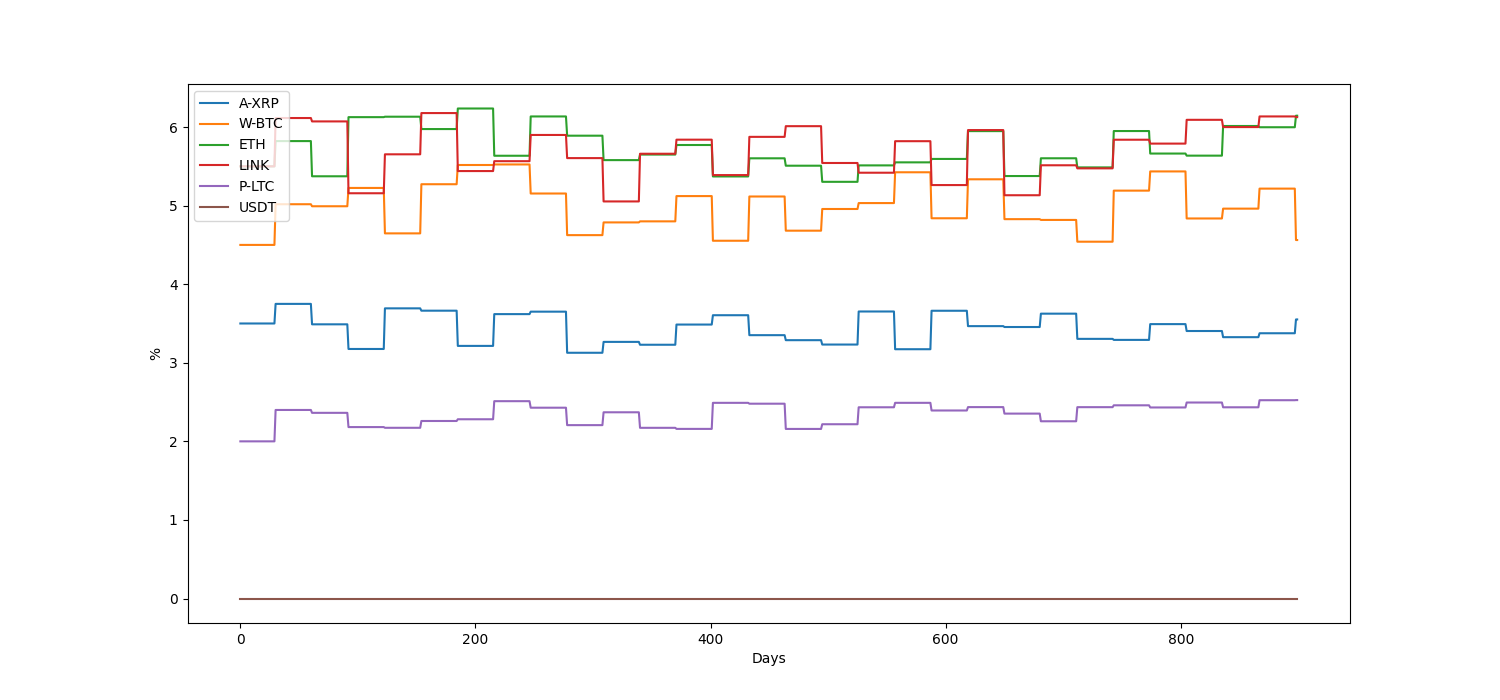 A-XRP
W-BTC
ETH
LINK
P-LTC
USDT
6
5
4
3
2
1
0
%
0 200 400 600 800
Days